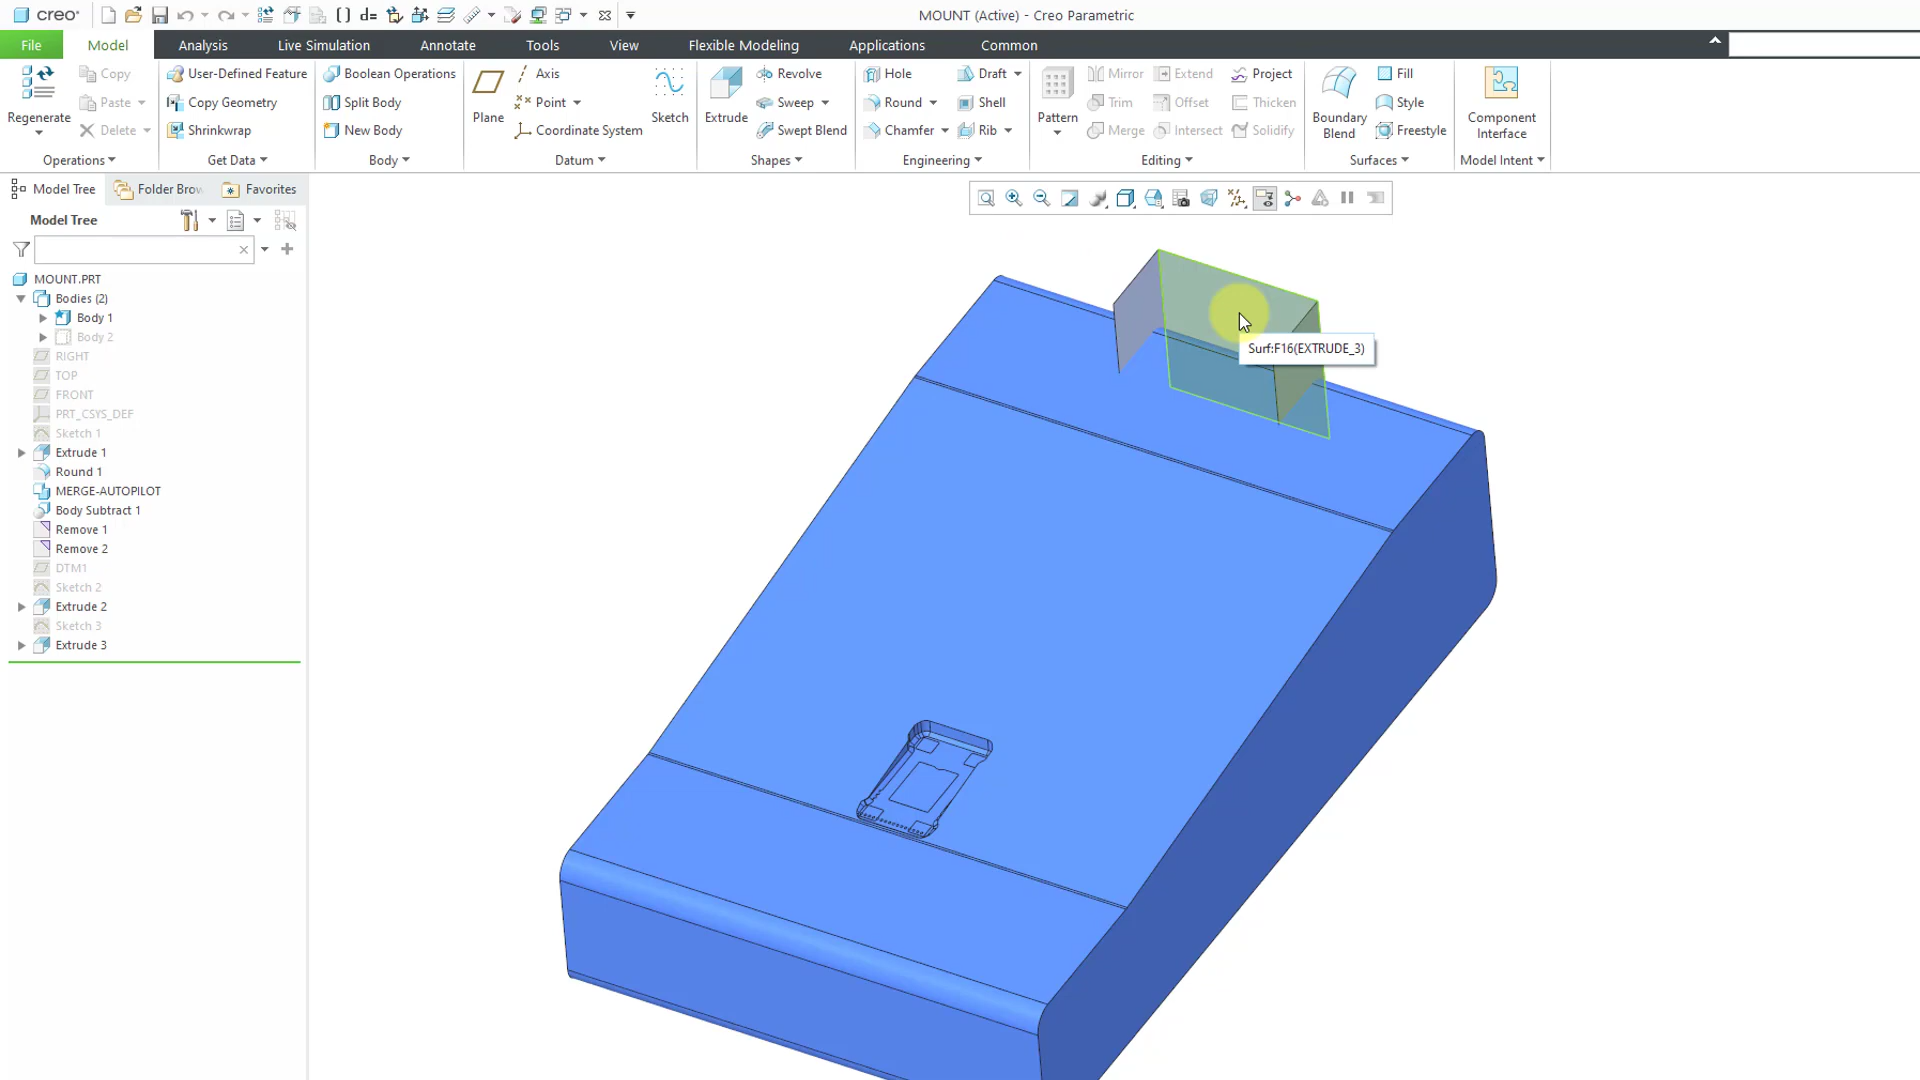 creo
d=
MOUNT (Active) - Creo Parametric
File
Model
Analysis
Live Simulation
Annotate
Tools
View
Flexible Modeling
Applications
Common
Regenerate
Copy
Paste
Delete
Operations
User-Defined Feature
Copy Geometry
Shrinkwrap
Get Data
Boolean Operations
Split Body
New Body
Body
Plane
Axis
Point
Coordinate System
Sketch
Datum
Extrude
Revolve
Sweep
Swept Blend
Shapes
Hole
Round
Chamfer
Draft
Shell
Rib
Engineering
Pattern
Mirror
Trim
Merge
Extend
Offset
Intersect
Project
Thicken
Solidify
Editing
Boundary
Blend
Fill
Style
Freestyle
Surfaces
Component
Interface
Model Intent
Model Tree
Folder Brow
Favorites
Model Tree
MOUNT.PRT
Bodies (2)
Body 1
Body 2
RIGHT
TOP
FRONT
PRT_CSYS_DEF
Sketch 1
Extrude 1
Round 1
MERGE-AUTOPILOT
Body Subtract 1
Remove 1
Remove 2
DTM1
Sketch 2
Extrude 2
Sketch 3
Extrude 3
Surf:F16(EXTRUDE_3)